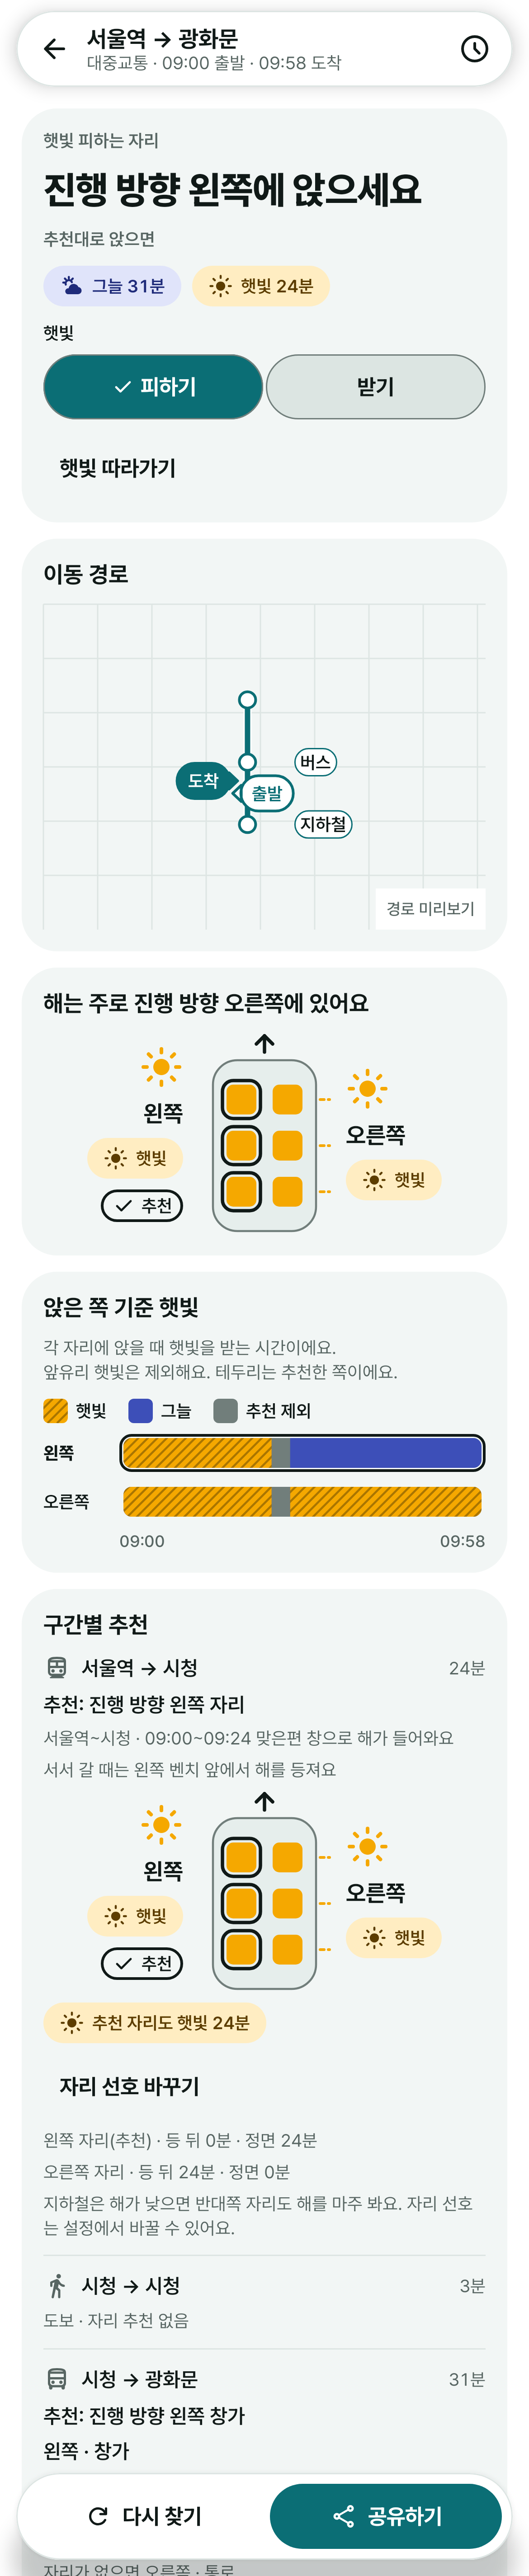 서울역 → 광화문
대중교통 · 09:00 출발 · 09:58 도착
햇빛 피하는 자리
진행 방향 왼쪽에 앉으세요
추천대로 앉으면
그늘 31분
햇빛 24분
햇빛
피하기
받기
햇빛 따라가기
이동 경로
버스
도착
출발
지하철
경로 미리보기
해는 주로 진행 방향 오른쪽에 있어요
왼쪽
오른쪽
햇빛
햇빛
추천
앉은 쪽 기준 햇빛
각 자리에 앉을 때 햇빛을 받는 시간이에요.
앞유리 햇빛은 제외해요. 테두리는 추천한 쪽이에요.
햇빛
그늘
추천 제외
왼쪽
오른쪽
09:00
09:58
구간별 추천
서울역 → 시청
24분
추천: 진행 방향 왼쪽 자리
서울역~시청 · 09:00~09:24 맞은편 창으로 해가 들어와요
서서 갈 때는 왼쪽 벤치 앞에서 해를 등져요
왼쪽
오른쪽
햇빛
햇빛
추천
추천 자리도 햇빛 24분
자리 선호 바꾸기
왼쪽 자리(추천) · 등 뒤 0분 · 정면 24분
오른쪽 자리 · 등 뒤 24분 · 정면 0분
지하철은 해가 낮으면 반대쪽 자리도 해를 마주 봐요. 자리 선호
는 설정에서 바꿀 수 있어요.
시청 → 시청
3분
도보 · 자리 추천 없음
시청 → 광화문
31분
추천: 진행 방향 왼쪽 창가
왼쪽 · 창가
다시 찾기
공유하기
자리가 없으면 오른쪽 · 통로